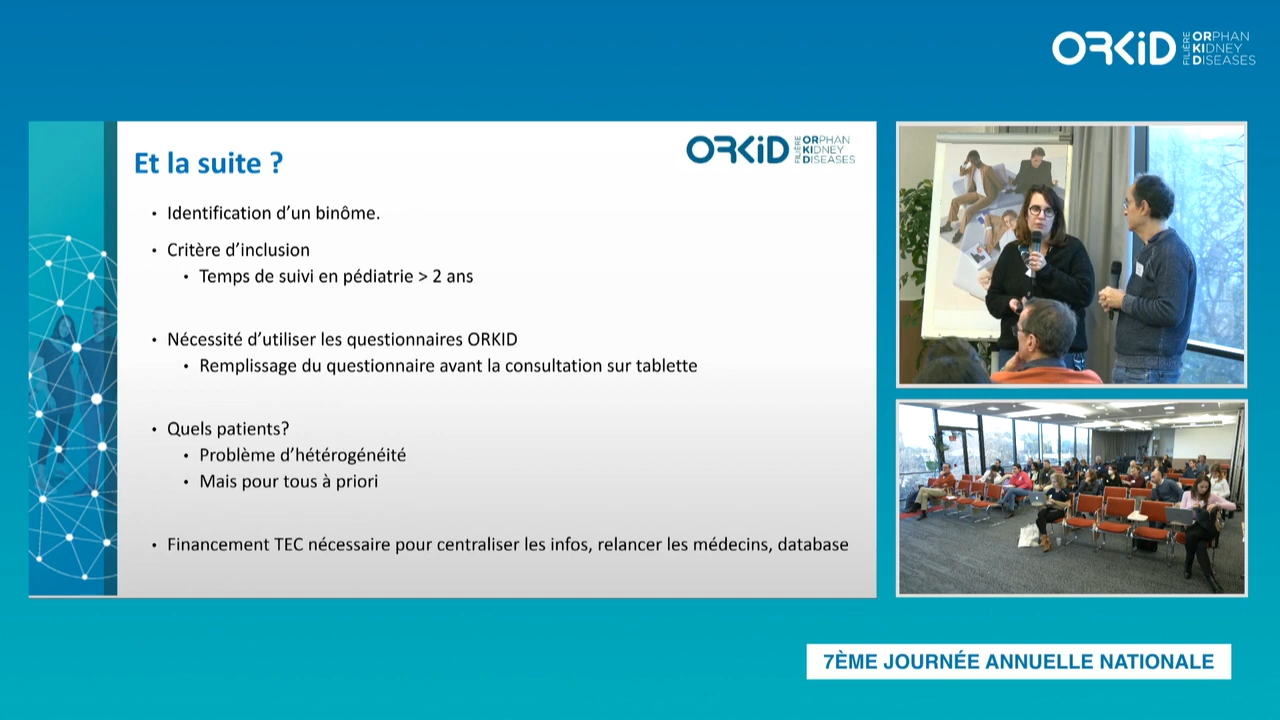 ORKiD
FILIÈRE
ORPHAN
KIDNEY
DISEASES
Et la suite ?
ORKiD
FILIÈRE
ORPHAN
KIDNEY
DISEASES
• Identification d’un binôme.
• Critère d’inclusion
• Temps de suivi en pédiatrie > 2 ans
• Nécessité d’utiliser les questionnaires ORKID
• Remplissage du questionnaire avant la consultation sur tablette
• Quels patients?
• Problème d’hétérogénéité
• Mais pour tous à priori
• Financement TEC nécessaire pour centraliser les infos, relancer les médecins, database
7ÈME JOURNÉE ANNUELLE NATIONALE